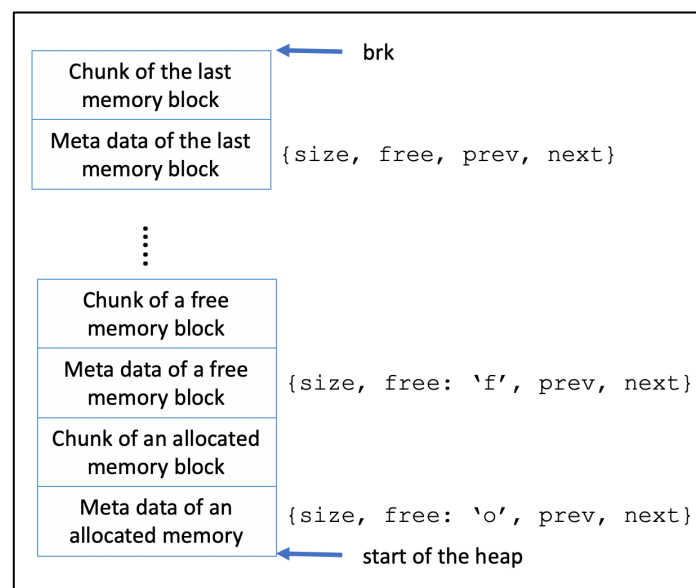 brk
Chunk of the last
memory block
Meta data of the last
memory block
{size, free, prev, next}
Chunk of a free
memory block
Meta data of a free
memory block
{size, free: ‘f’, prev, next}
Chunk of an allocated
memory block
Meta data of an
allocated memory
{size, free: ‘o’, prev, next}
start of the heap